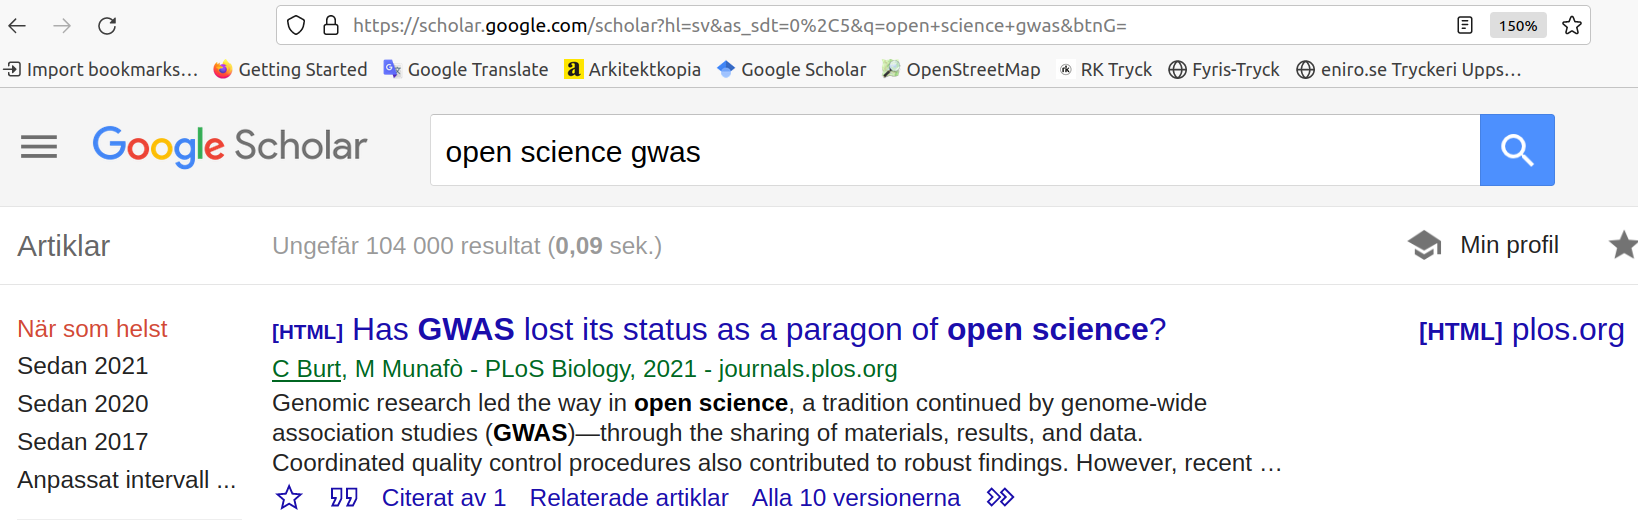 https://scholar.google.com/scholar?hl=sv&as_sdt=0%2C5&q=open+science+gwas&btnG=
150%
Import bookmarks…
Getting Started
Google Translate
a Arkitektkopia
Google Scholar
OpenStreetMap
rk RK Tryck
Fyris-Tryck
eniro.se Tryckeri Upps…
Google Scholar
open science gwas
Artiklar
Ungefär 104 000 resultat (0,09 sek.)
Min profil
När som helst
Sedan 2021
Sedan 2020
Sedan 2017
Anpassat intervall ...
[HTML] Has GWAS lost its status as a paragon of open science?
C Burt, M Munafò - PLoS Biology, 2021 - journals.plos.org
Genomic research led the way in open science, a tradition continued by genome-wide
association studies (GWAS)—through the sharing of materials, results, and data.
Coordinated quality control procedures also contributed to robust findings. However, recent …
Citerat av 1
Relaterade artiklar
Alla 10 versionerna
[HTML] plos.org